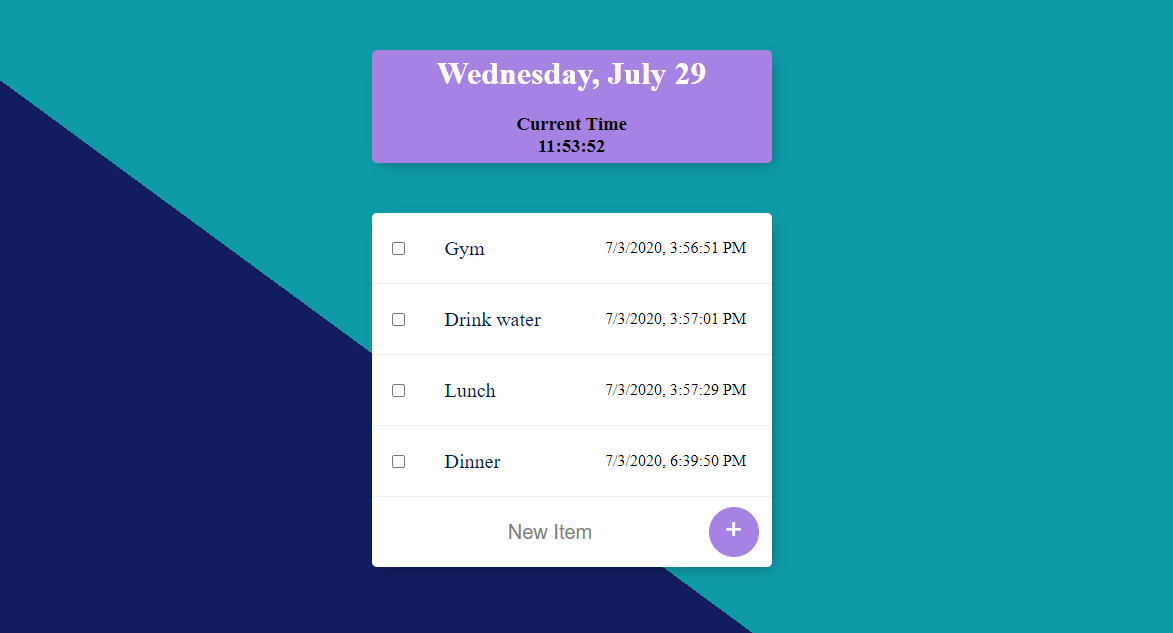 Wednesday, July 29
Current Time
11:53:52
Gym 7/3/2020, 3:56:51 PM
Drink water 7/3/2020, 3:57:01 PM
Lunch 7/3/2020, 3:57:29 PM
Dinner 7/3/2020, 6:39:50 PM
New Item +